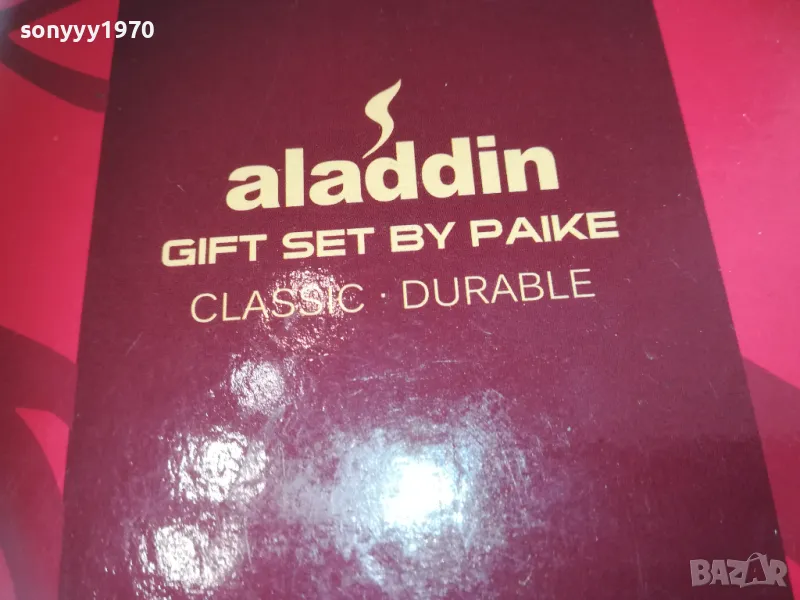 sonyyy1970
aladdin
GIFT SET BY PAIKE
CLASSIC · DURABLE
BAZAR